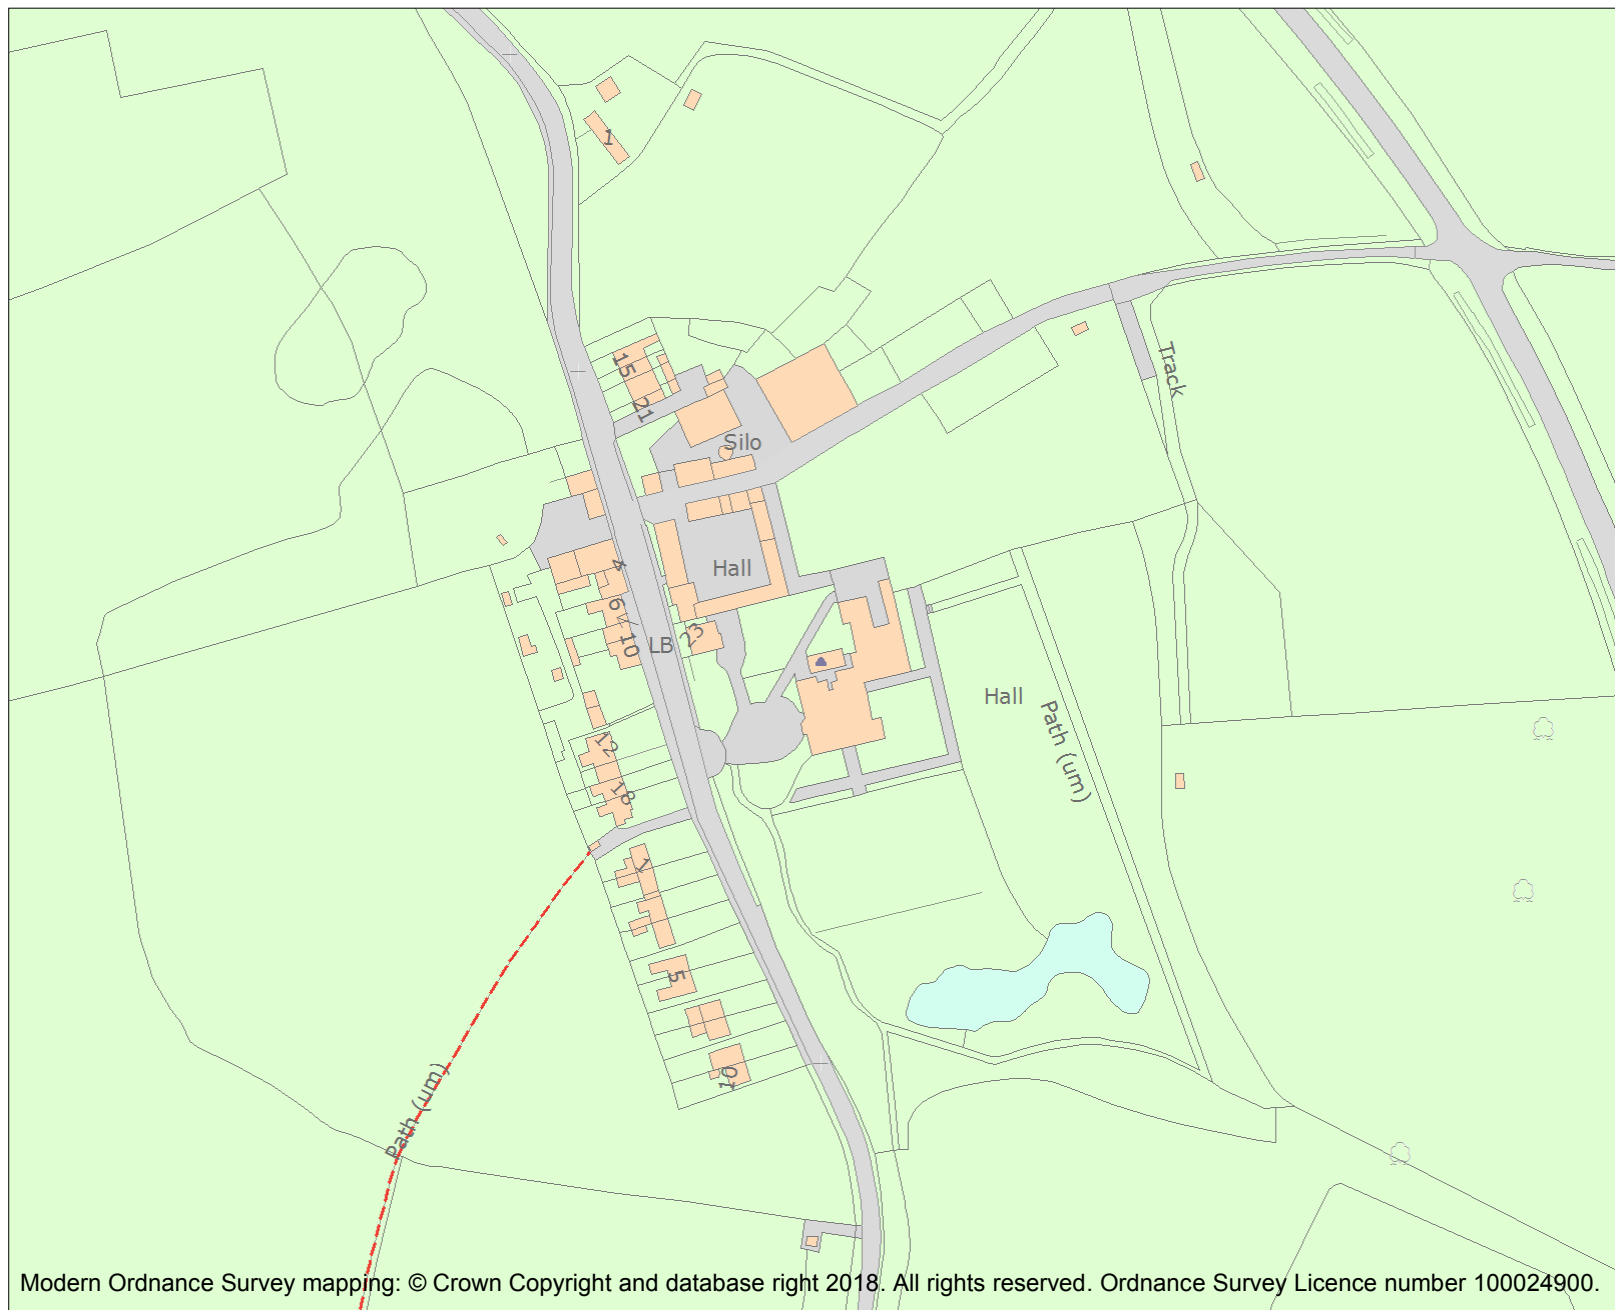 1
15
21
Track
Silo
4
Hall
6
10
LB
23
Hall
Path (um)
12
18
1
5
10
Path (um)
Modern Ordnance Survey mapping: © Crown Copyright and database right 2018. All rights reserved. Ordnance Survey Licence number 100024900.